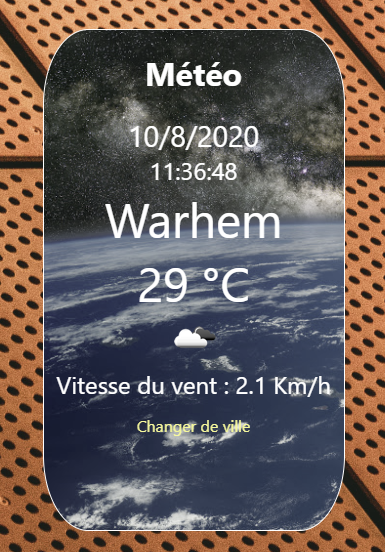 Météo
10/8/2020
11:36:48
Warhem
29 °C
Vitesse du vent : 2.1 Km/h
Changer de ville